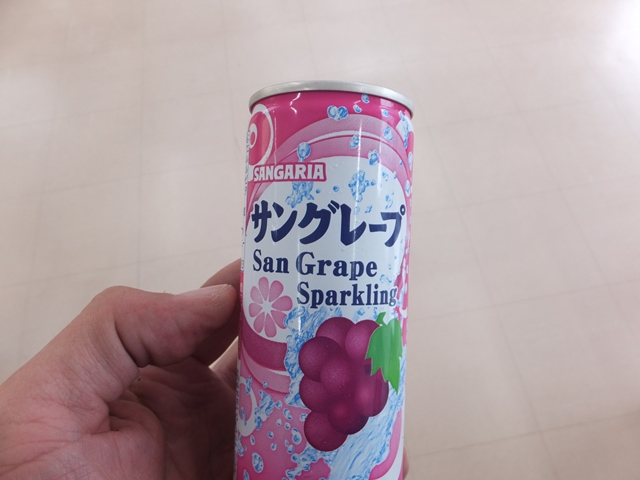 SANGARIA
サングレープ
San Grape
Sparkling